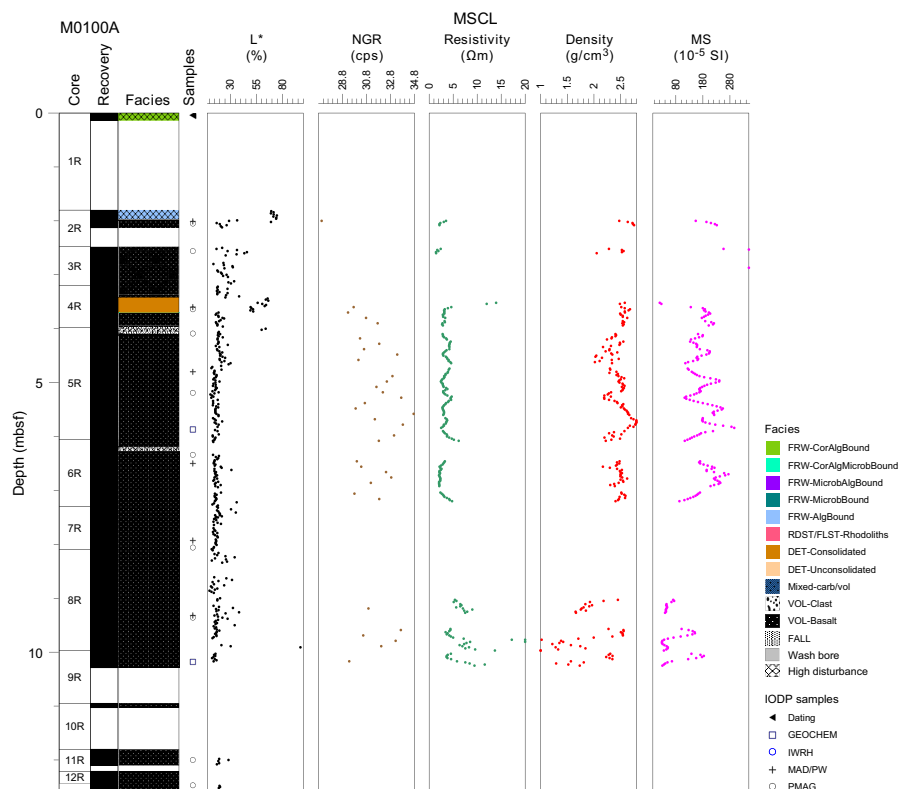 MSCL
M0100A
Core
Recovery
Facies
Samples
L*
(%)
NGR
(cps)
Resistivity
(Ωm)
Density
(g/cm3)
MS
(10-5 SI)
30 55 80
28.8 30.8 32.8 34.8
0 5 10 15 20
1 1.5 2 2.5
80 180 280
0
1R
2R
3R
4R
5
5R
6R
7R
8R
10
9R
10R
11R
12R
Depth (mbsf)
Facies
FRW-CorAlgBound
FRW-CorAlgMicrobBound
FRW-MicrobAlgBound
FRW-MicrobBound
FRW-AlgBound
RDST/FLST-Rhodoliths
DET-Consolidated
DET-Unconsolidated
Mixed-carb/vol
VOL-Clast
VOL-Basalt
FALL
Wash bore
High disturbance
IODP samples
Dating
GEOCHEM
IWRH
MAD/PW
PMAG